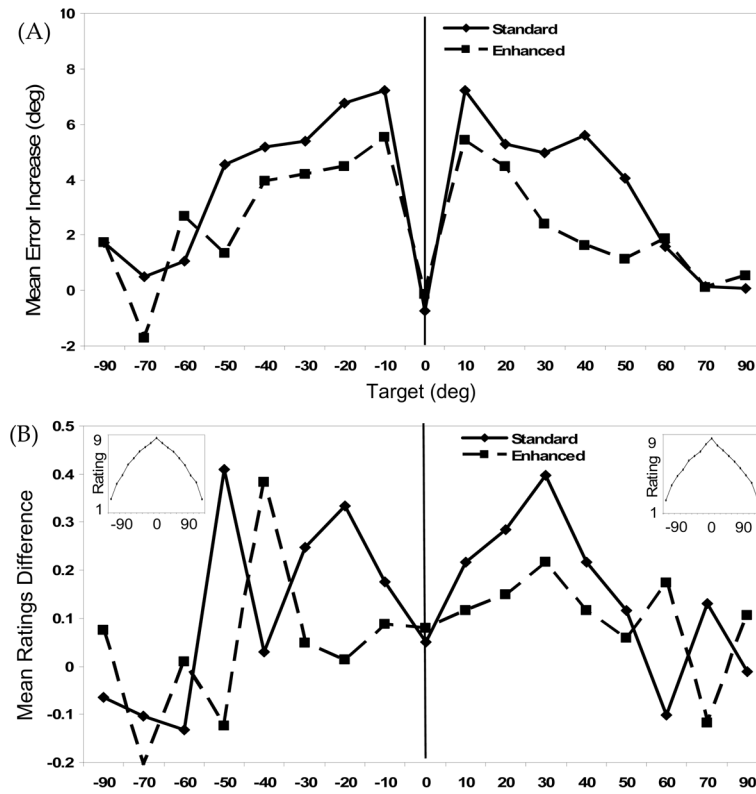 (A)
Standard
Enhanced
Mean Error Increase (deg)
10
8
6
4
2
0
-2
-90 -70 -60 -50 -40 -30 -20 -10 0 10 20 30 40 50 60 70 90
Target (deg)
(B)
Standard
Enhanced
Mean Ratings Difference
0.5
0.4
0.3
0.2
0.1
0
-0.1
-0.2
Rating
9
1
-90 0 90
Rating
9
1
-90 0 90
-90 -70 -60 -50 -40 -30 -20 -10 0 10 20 30 40 50 60 70 90